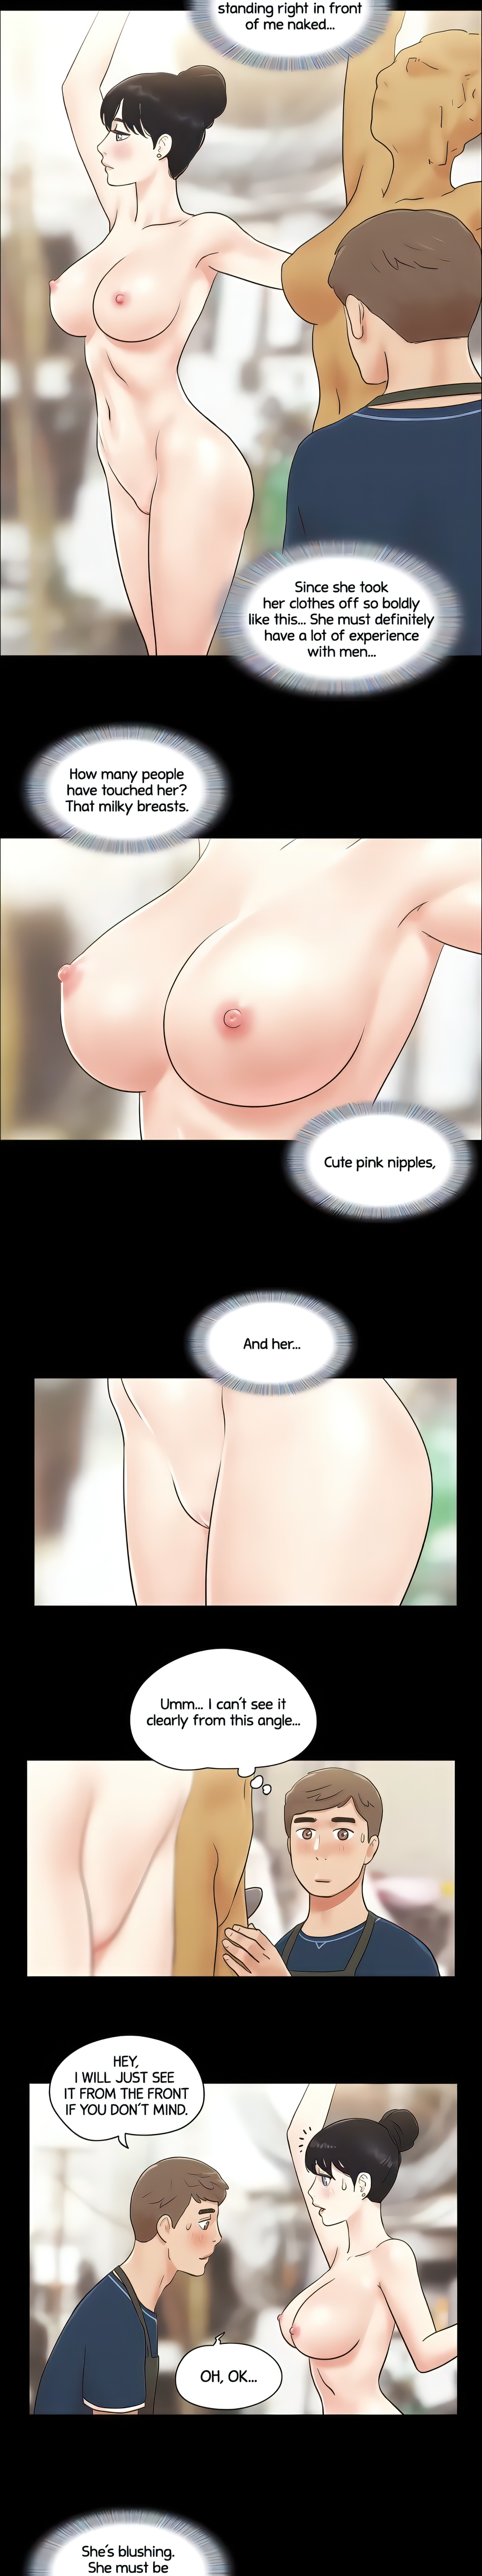 standing right in front
of me naked...
Since she took
her clothes off so boldly
like this... She must definitely
have a lot of experience
with men...
How many people
have touched her?
That milky breasts.
Cute pink nipples,
And her...
Umm... I can't see it
clearly from this angle...
HEY,
I WILL JUST SEE
IT FROM THE FRONT
IF YOU DON'T MIND.
OH, OK...
She's blushing.
She must be